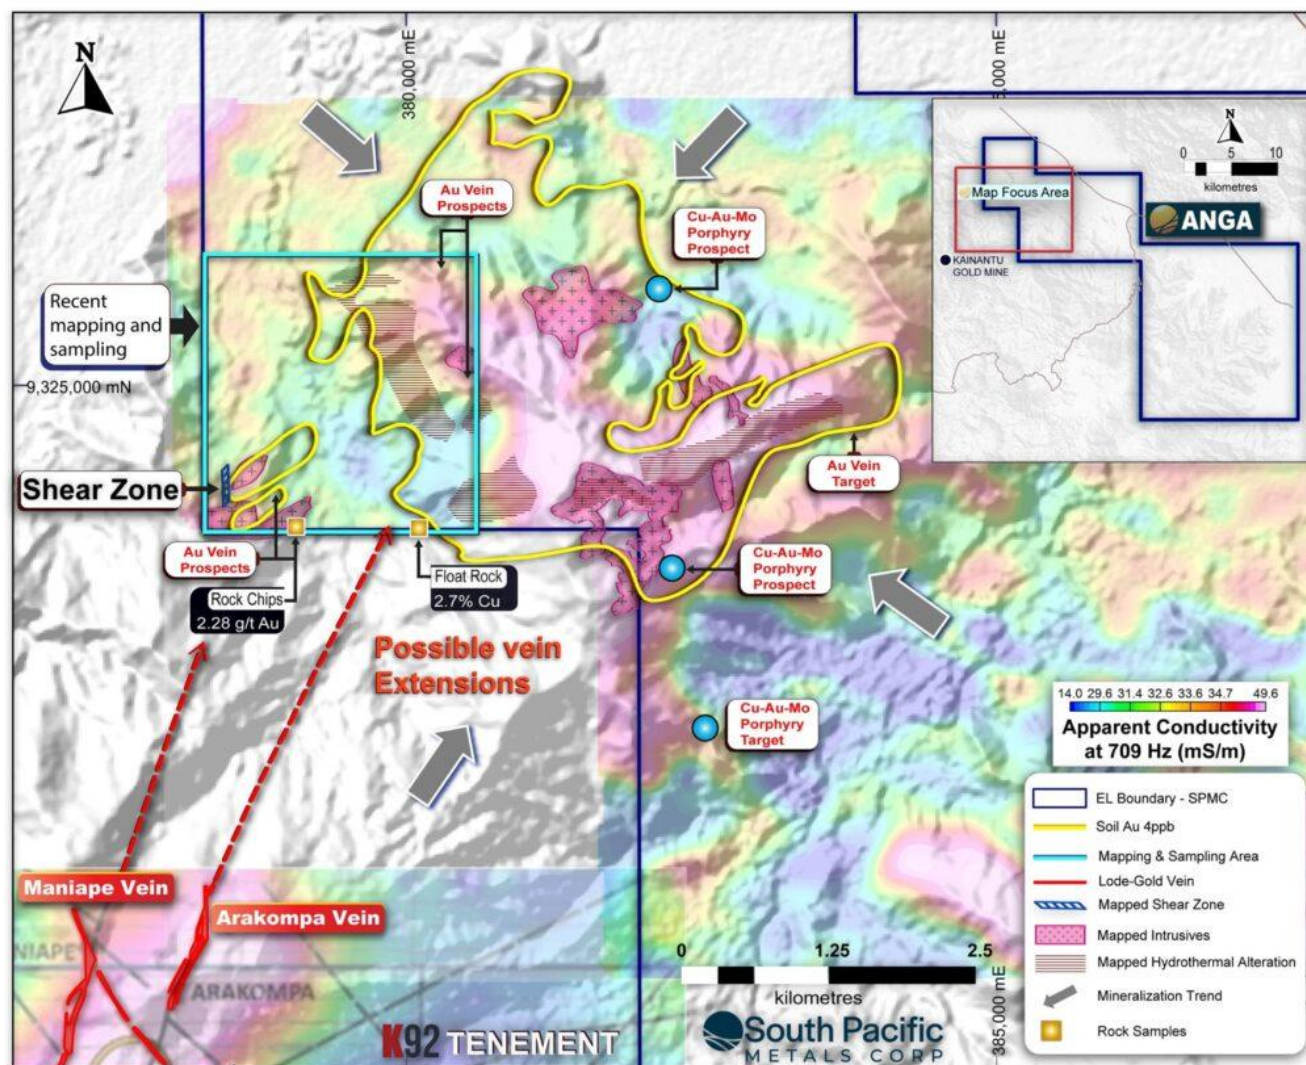 N
380,000 mE
5,000 mE
N
0 5 10
kilometres
Map Focus Area
ANGA
KAINANTU
GOLD MINE
Au Vein
Prospects
Cu-Au-Mo
Porphyry
Prospect
Recent
mapping and
sampling
9,325,000 mN
Shear Zone
Au Vein
Target
Au Vein
Prospects
Rock Chips
2.28 g/t Au
Float Rock
2.7% Cu
Cu-Au-Mo
Porphyry
Prospect
Possible vein
Extensions
Cu-Au-Mo
Porphyry
Target
14.0 29.6 31.4 32.6 33.6 34.7 49.6
Apparent Conductivity
at 709 Hz (mS/m)
EL Boundary - SPMC
Soil Au 4ppb
Mapping & Sampling Area
Lode-Gold Vein
Mapped Shear Zone
Mapped Intrusives
Mapped Hydrothermal Alteration
Mineralization Trend
Rock Samples
Maniape Vein
Arakompa Vein
NIAPE
ARAKOMPA
0 1.25 2.5
kilometres
385,000 mE
K92 TENEMENT
South Pacific
METALS CORP